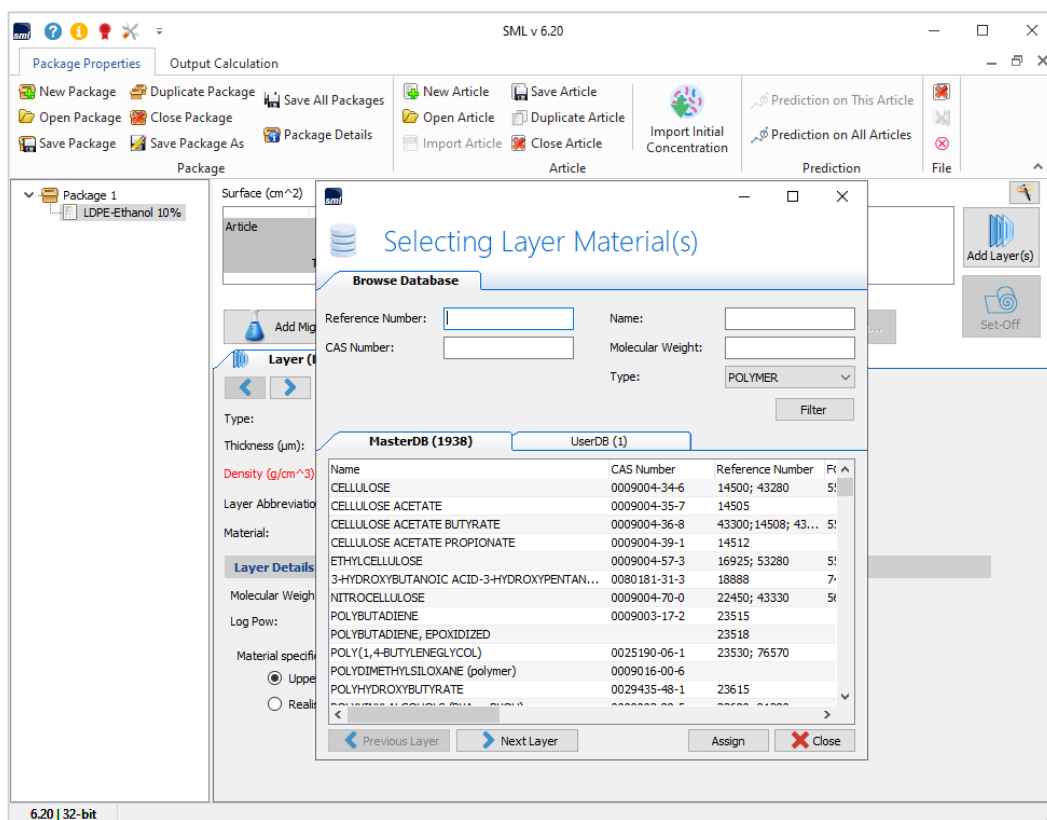 sml
SML v 6.20
Package Properties Output Calculation
New Package Duplicate Package Save All Packages New Article Save Article Import Initial Concentration Prediction on This Article
Open Package Close Package Open Article Duplicate Article
Save Package Save Package As Package Details Import Article Close Article Prediction on All Articles
Package Article Prediction File
Package 1
LDPE-Ethanol 10%
Surface (cm^2)
Article
Add Mig
Layer (
Type:
Thickness (µm):
Density (g/cm^3)
Layer Abbreviatio
Material:
Layer Details
Molecular Weigh
Log Pow:
Material specifi
Uppe
Reali
Add Layer(s)
Set-Off
sml
Selecting Layer Material(s)
Browse Database
Reference Number: Name:
CAS Number: Molecular Weight:
Type: POLYMER
Filter
MasterDB (1938) UserDB (1)
Name CAS Number Reference Number F
CELLULOSE 0009004-34-6 14500; 43280 5
CELLULOSE ACETATE 0009004-35-7 14505
CELLULOSE ACETATE BUTYRATE 0009004-36-8 43300;14508; 43... 5
CELLULOSE ACETATE PROPIONATE 0009004-39-1 14512
ETHYLCELLULOSE 0009004-57-3 16925; 53280 5
3-HYDROXYBUTANOIC ACID-3-HYDROXYPENTAN... 0080181-31-3 18888 7
NITROCELLULOSE 0009004-70-0 22450; 43330 5
POLYBUTADIENE 0009003-17-2 23515
POLYBUTADIENE, EPOXIDIZED 23518
POLY(1,4-BUTYLENEGLYCOL) 0025190-06-1 23530; 76570
POLYDIMETHYLSILOXANE (polymer) 0009016-00-6
POLYHYDROXYBUTYRATE 0029435-48-1 23615
Previous Layer Next Layer Assign Close
6.20 | 32-bit